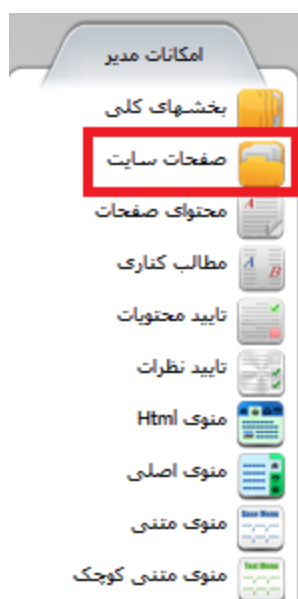 امکانات مدیر
بخشهای کلی
صفحات سایت
محتوای صفحات
مطالب کناری
تایید محتویات
تایید نظرات
منوی Html
منوی اصلی
منوی متنی
منوی متنی کوچک